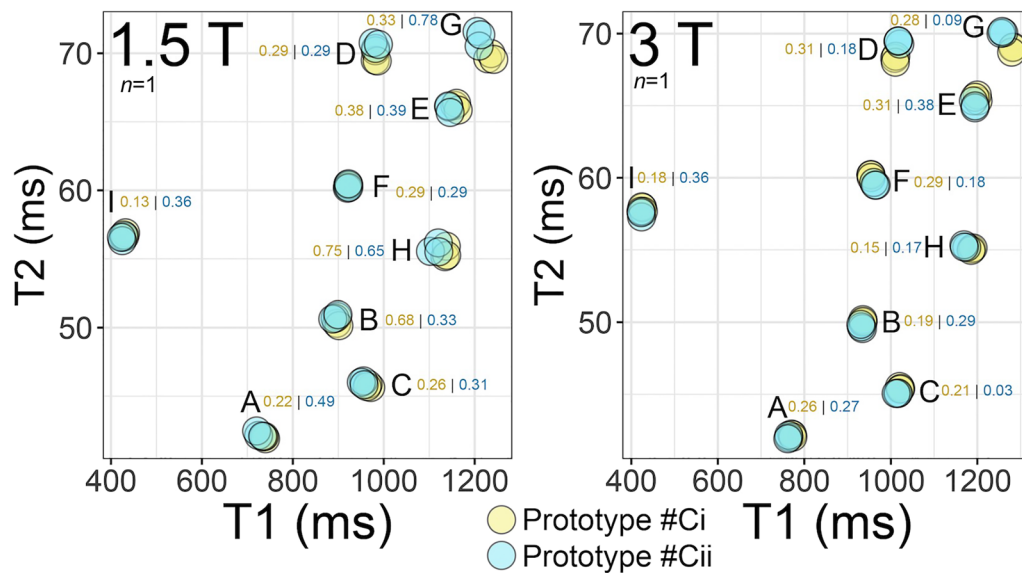 1.5 T
n=1
0.33 | 0.78
G
0.29 | 0.29
D
0.38 | 0.39
E
F
0.29 | 0.29
I
0.13 | 0.36
0.75 | 0.65
H
B
0.68 | 0.33
C
0.26 | 0.31
A
0.22 | 0.49
70
60
50
T2 (ms)
400 600 800 1000 1200
T1 (ms)
3 T
n=1
0.28 | 0.09
G
0.31 | 0.18
D
0.31 | 0.38
E
I
0.18 | 0.36
F
0.29 | 0.18
0.15 | 0.17
H
B
0.19 | 0.29
C
0.21 | 0.03
A
0.26 | 0.27
70
60
50
T2 (ms)
400 600 800 1000 1200
T1 (ms)
Prototype #Ci
Prototype #Cii